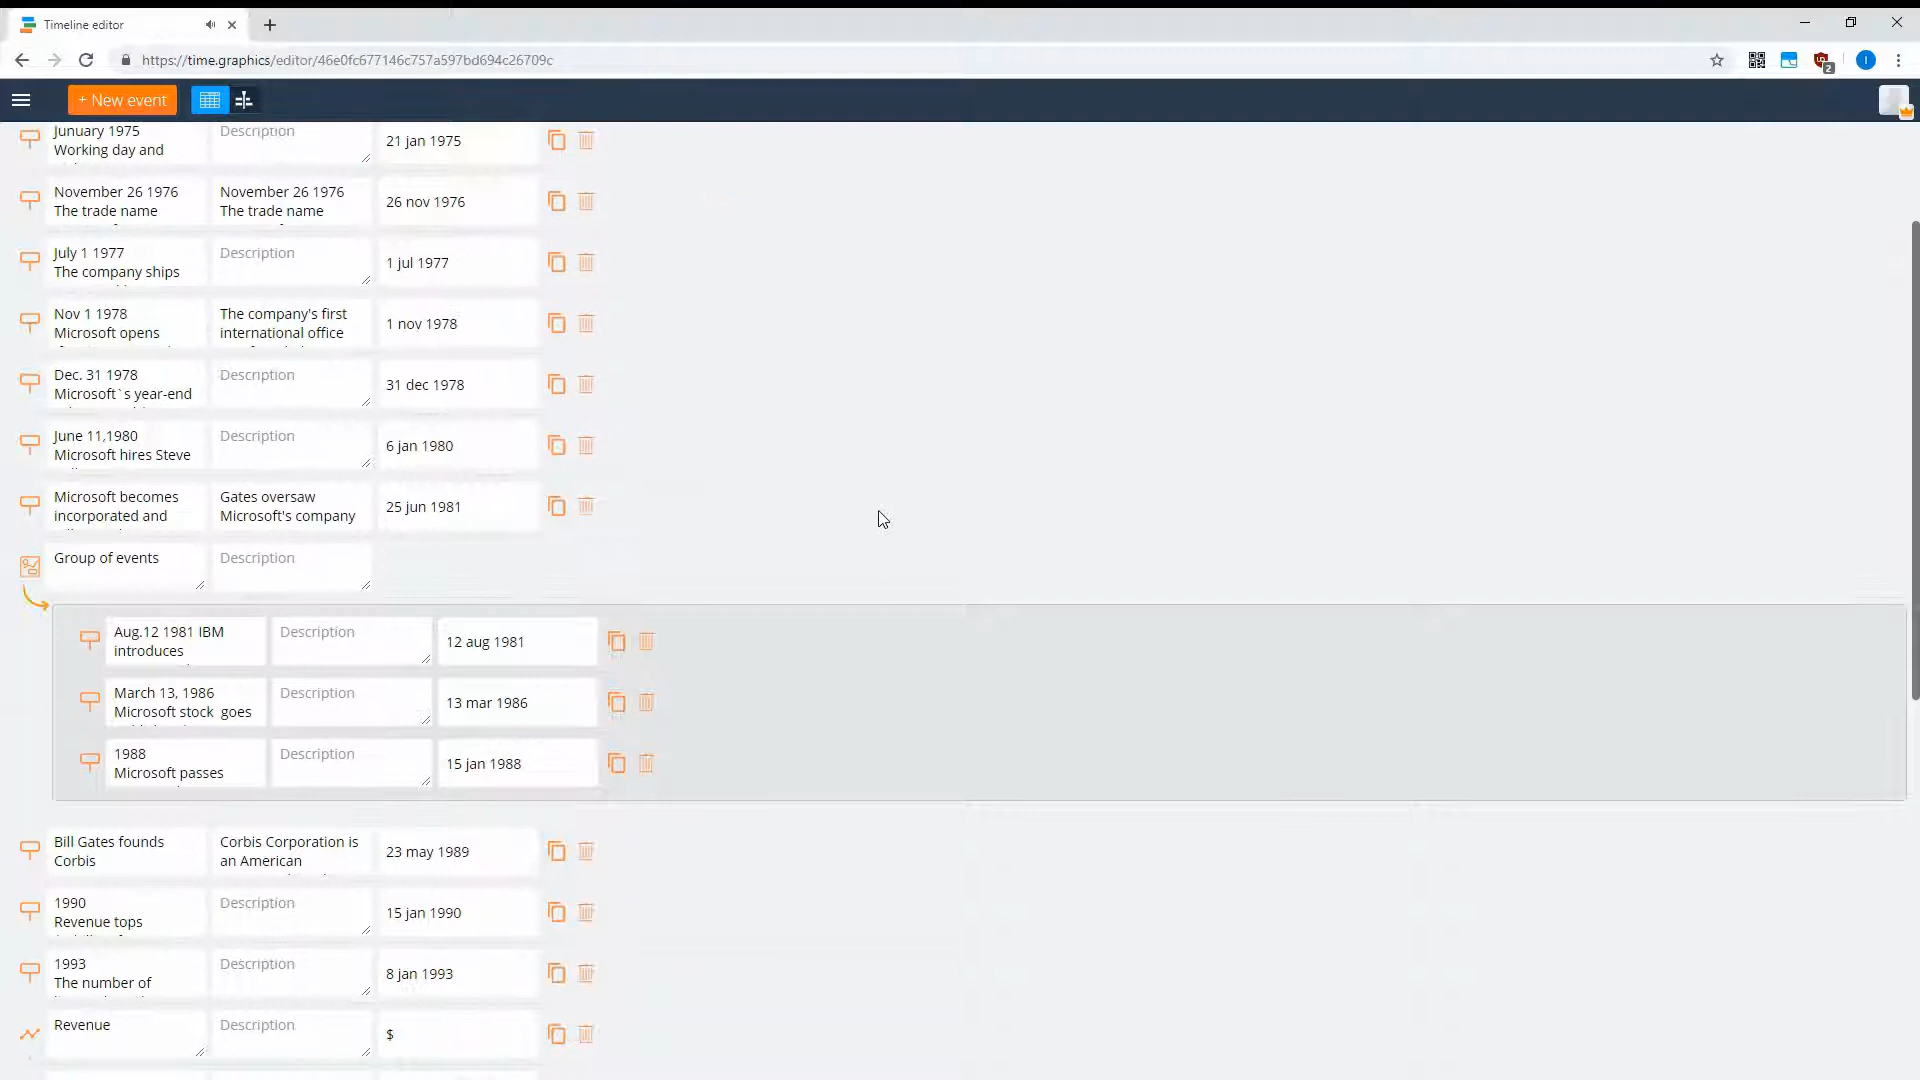 Timeline editor
https://time.graphics/editor/46e0fc677146c757a597bd694c26709c
2
I
+ New event
Junuary 1975
Working day and
Description
21 jan 1975
November 26 1976
The trade name
November 26 1976
The trade name
26 nov 1976
July 1 1977
The company ships
Description
1 jul 1977
Nov 1 1978
Microsoft opens
The company's first
international office
1 nov 1978
Dec. 31 1978
Microsoft`s year-end
Description
31 dec 1978
June 11,1980
Microsoft hires Steve
Description
6 jan 1980
Microsoft becomes
incorporated and
Gates oversaw
Microsoft's company
25 jun 1981
Group of events
Description
Aug.12 1981 IBM
introduces
Description
12 aug 1981
March 13, 1986
Microsoft stock goes
Description
13 mar 1986
1988
Microsoft passes
Description
15 jan 1988
Bill Gates founds
Corbis
Corbis Corporation is
an American
23 may 1989
1990
Revenue tops
Description
15 jan 1990
1993
The number of
Description
8 jan 1993
Revenue
Description
$